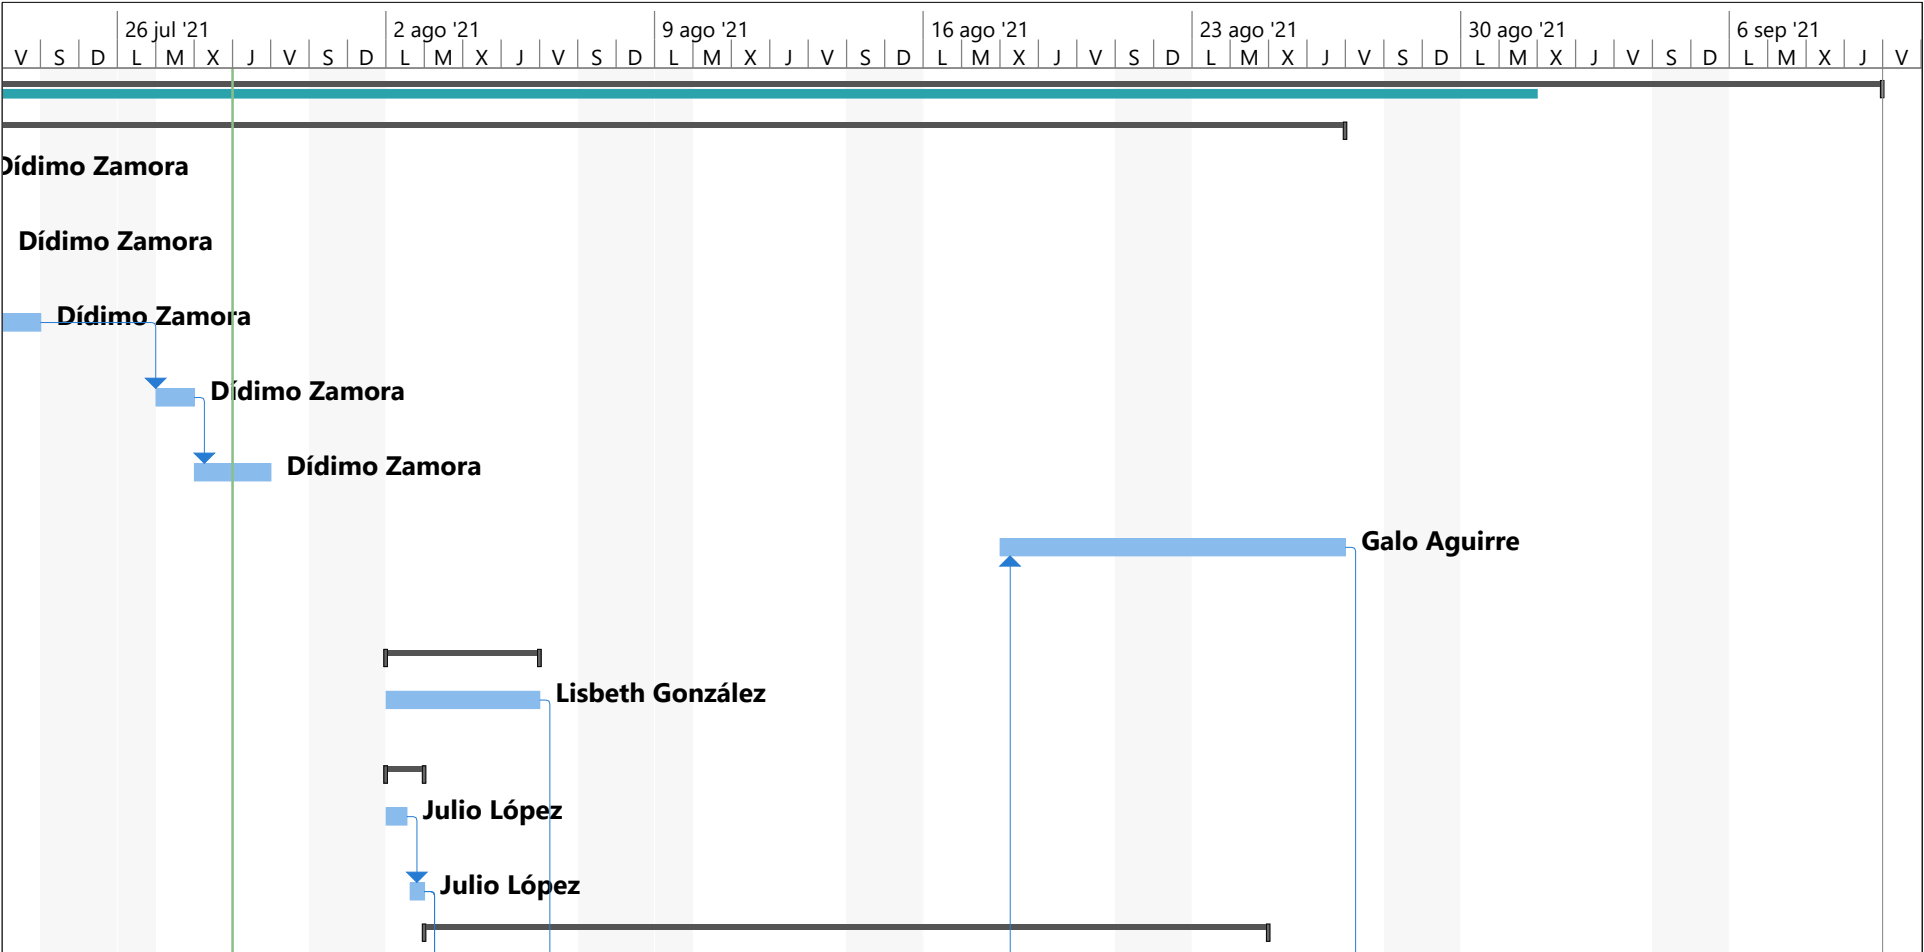 26 jul '21 2 ago '21 9 ago '21 16 ago '21 23 ago '21 30 ago '21 6 sep '21
V S D L M X J V S D L M X J V S D L M X J V S D L M X J V S D L M X J V S D L M X J V S D L M X J V
Dídimo Zamora
Dídimo Zamora
Dídimo Zamora
Dídimo Zamora
Dídimo Zamora
Galo Aguirre
Lisbeth González
Julio López
Julio López